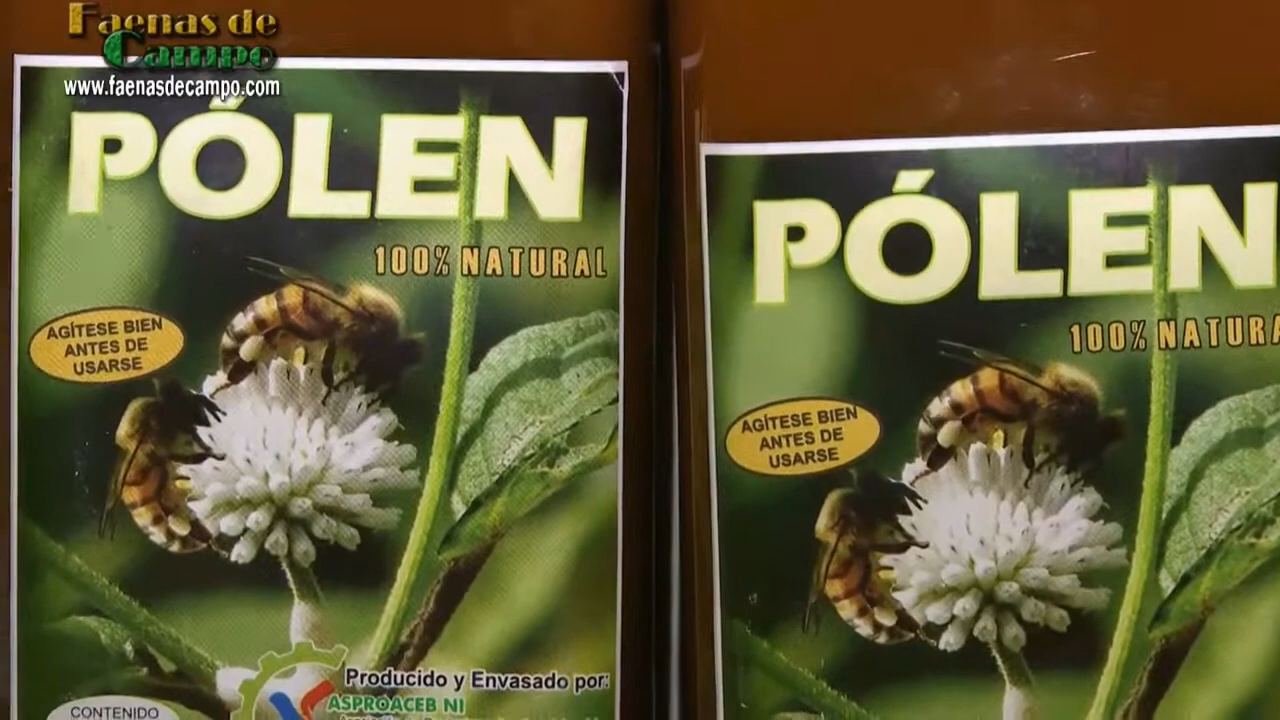 Faenas de
Campo
www.faenasdecampo.com
PÓLEN
100% NATURAL
AGÍTESE BIEN
ANTES DE
USARSE
Producido y Envasado por:
ASPROACEB NI
CONTENIDO
PÓLEN
100% NATURA
AGÍTESE BIEN
ANTES DE
USARSE